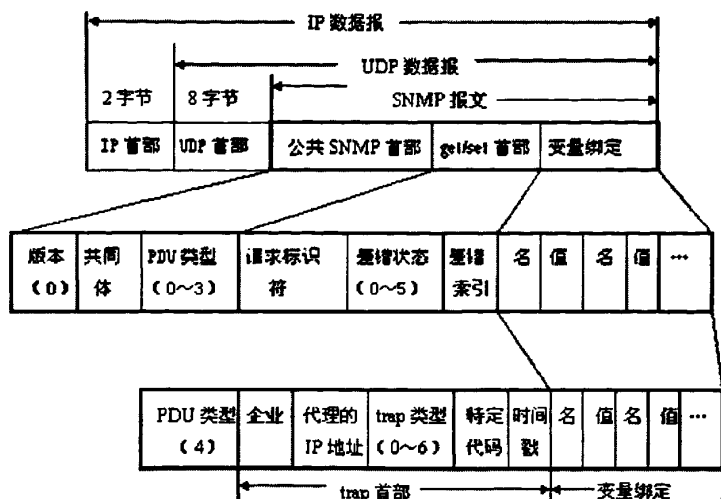 IP 数据报
UDP 数据报
2 字节 8 字节 SNMP 报文
IP 首部 UDP 首部 公共 SNMP 首部 get/set 首部 变量绑定
版本 共同 PDU 类型 请求标识 差错状态 差错 名 值 名 值 …
(0) 体 (0～3) 符 (0～5) 索引
PDU 类型 企业 代理的 trap 类型 特定 时间 名 值 名 值 …
(4) IP 地址 (0～6) 代码 戳
trap 首部 变量绑定